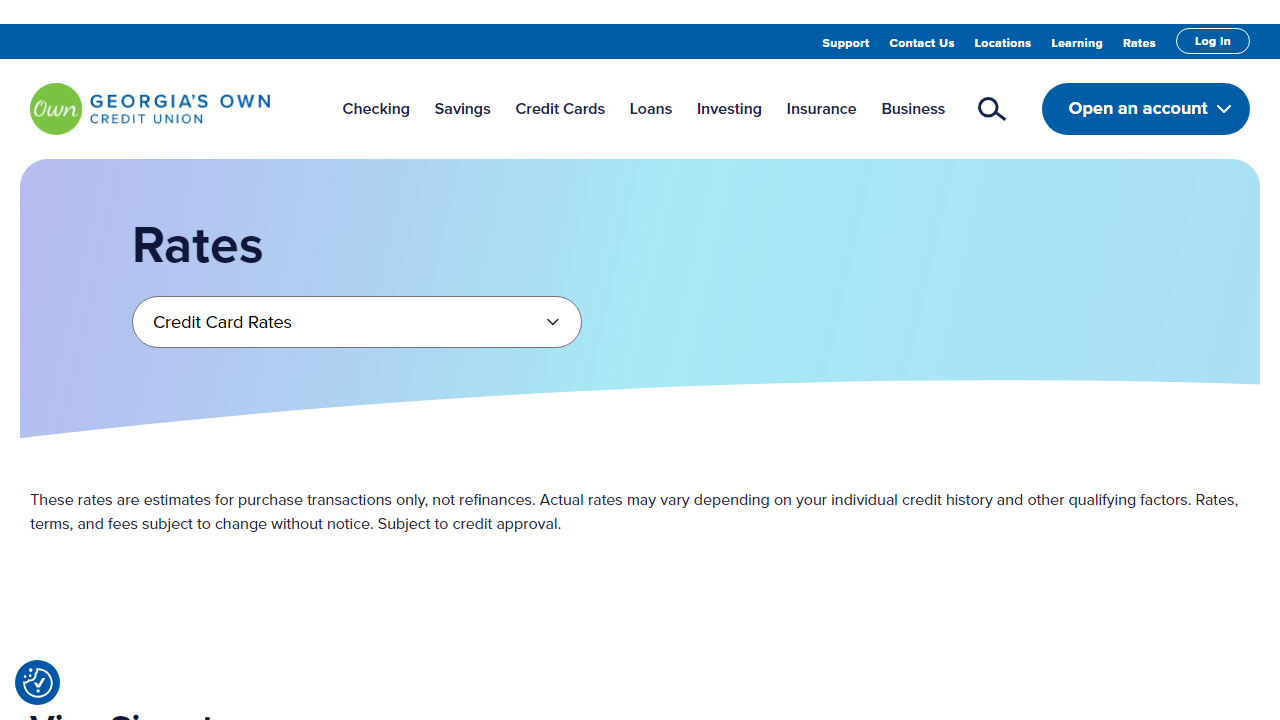 Support Contact Us Locations Learning Rates Log In
Own GEORGIA'S OWN
CREDIT UNION
Checking Savings Credit Cards Loans Investing Insurance Business Open an account
Rates
Credit Card Rates
These rates are estimates for purchase transactions only, not refinances. Actual rates may vary depending on your individual credit history and other qualifying factors. Rates,
terms, and fees subject to change without notice. Subject to credit approval.